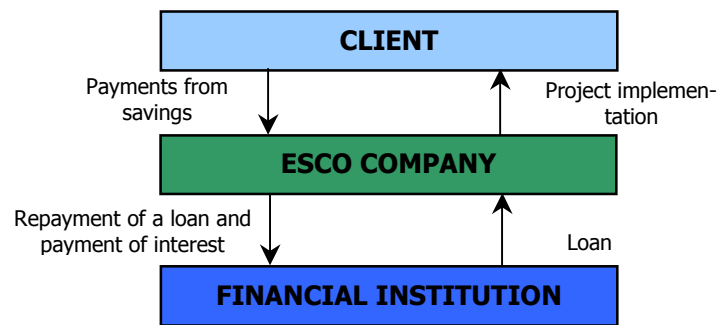 CLIENT
Payments from
savings
Project implemen-
tation
ESCO COMPANY
Repayment of a loan and
payment of interest
Loan
FINANCIAL INSTITUTION